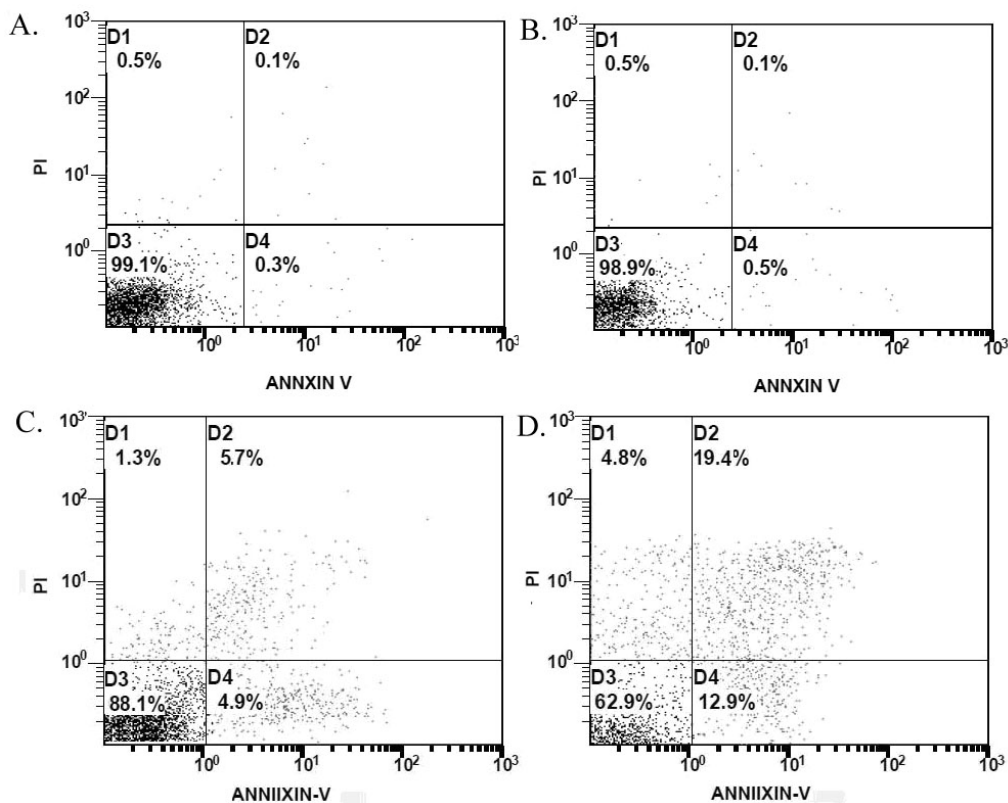 A.
10³
D1
0.5%
D2
0.1%
10²
PI
10¹
10⁰
D3
99.1%
D4
0.3%
10⁰
10¹
10²
10³
ANNXIN V
B.
10³
D1
0.5%
D2
0.1%
10²
PI
10¹
10⁰
D3
98.9%
D4
0.5%
10⁰
10¹
10²
10³
ANNXIN V
C.
10³
D1
1.3%
D2
5.7%
10²
PI
10¹
10⁰
D3
88.1%
D4
4.9%
10⁰
10¹
10²
10³
ANNIIXIN-V
D.
10³
D1
4.8%
D2
19.4%
10²
PI
10¹
10⁰
D3
62.9%
D4
12.9%
10⁰
10¹
10²
10³
ANNIIXIN-V